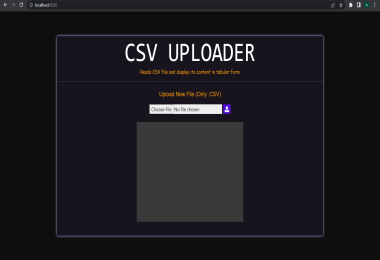 localhost:8000
CSV UPLOADER
Reads CSV file and display its content in tabular form
Upload New File (Only .CSV)
Choose File No file chosen